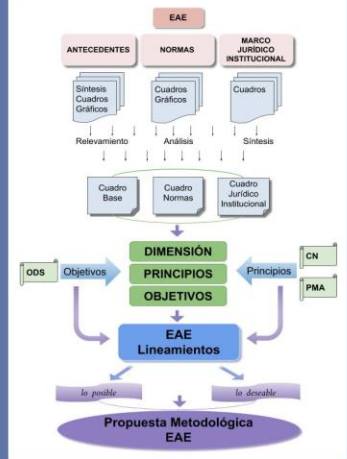 EAE
ANTECEDENTES
NORMAS
MARCO
JURÍDICO
INSTITUCIONAL
Síntesis
Cuadros
Gráficos
Cuadros
Gráficos
Cuadros
Relevamiento Análisis Síntesis
Cuadro
Base
Cuadro
Normas
Cuadro
Jurídico
Institucional
DIMENSIÓN
PRINCIPIOS
OBJETIVOS
ODS
Objetivos
Principios
CN
PMA
EAE
Lineamientos
lo posible
lo deseable
Propuesta Metodológica
EAE